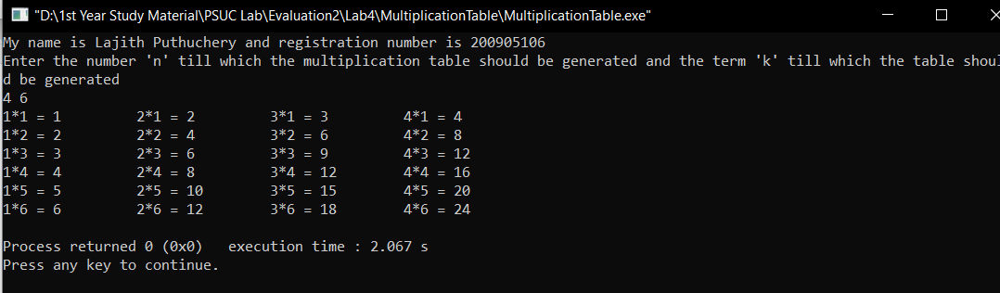 "D:\1st Year Study Material\PSUC Lab\Evaluation2\Lab4\MultiplicationTable\MultiplicationTable.exe"
My name is Lajith Puthuchery and registration number is 200905106
Enter the number 'n' till which the multiplication table should be generated and the term 'k' till which the table shoul
d be generated
4 6
1*1 = 1         2*1 = 2         3*1 = 3         4*1 = 4
1*2 = 2         2*2 = 4         3*2 = 6         4*2 = 8
1*3 = 3         2*3 = 6         3*3 = 9         4*3 = 12
1*4 = 4         2*4 = 8         3*4 = 12        4*4 = 16
1*5 = 5         2*5 = 10        3*5 = 15        4*5 = 20
1*6 = 6         2*6 = 12        3*6 = 18        4*6 = 24
Process returned 0 (0x0)   execution time : 2.067 s
Press any key to continue.